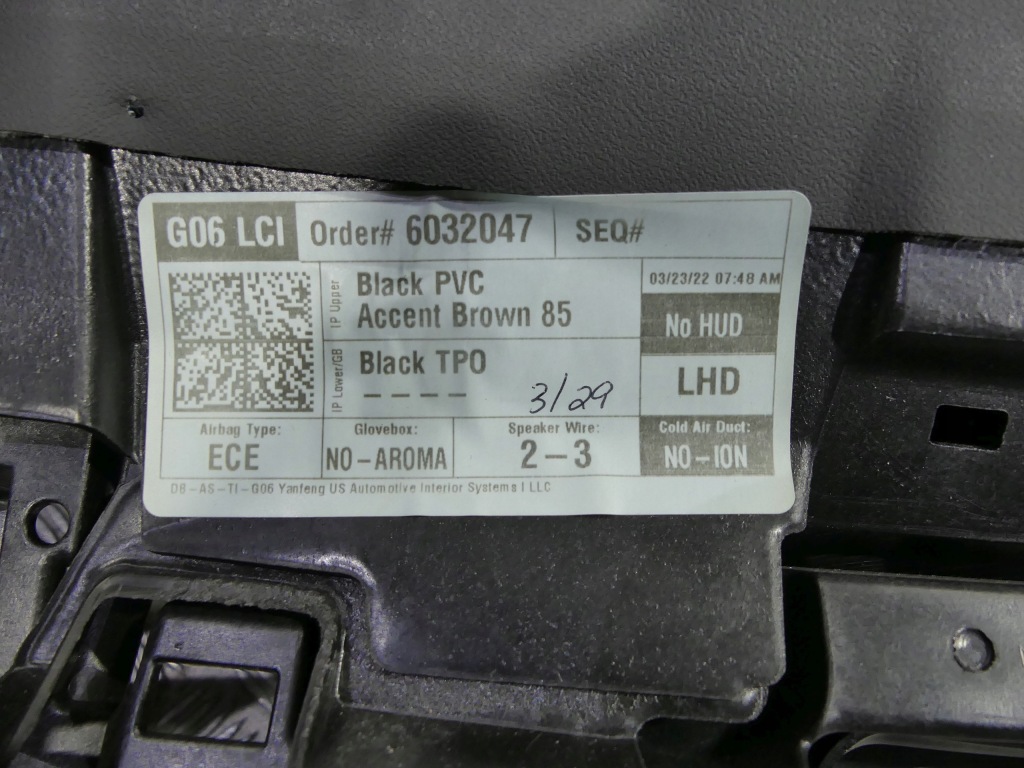 G06 LCI Order# 6032047 SEQ#
IP Upper
Black PVC
Accent Brown 85
03/23/22 07:48 AM
No HUD
IP Lower/GB
Black TPO
----
3/29
LHD
Airbag Type:
ECE
Glovebox:
NO-AROMA
Speaker Wire:
2-3
Cold Air Duct:
NO-ION
DB-AS-TI-G06 Yanfeng US Automotive Interior Systems I LLC